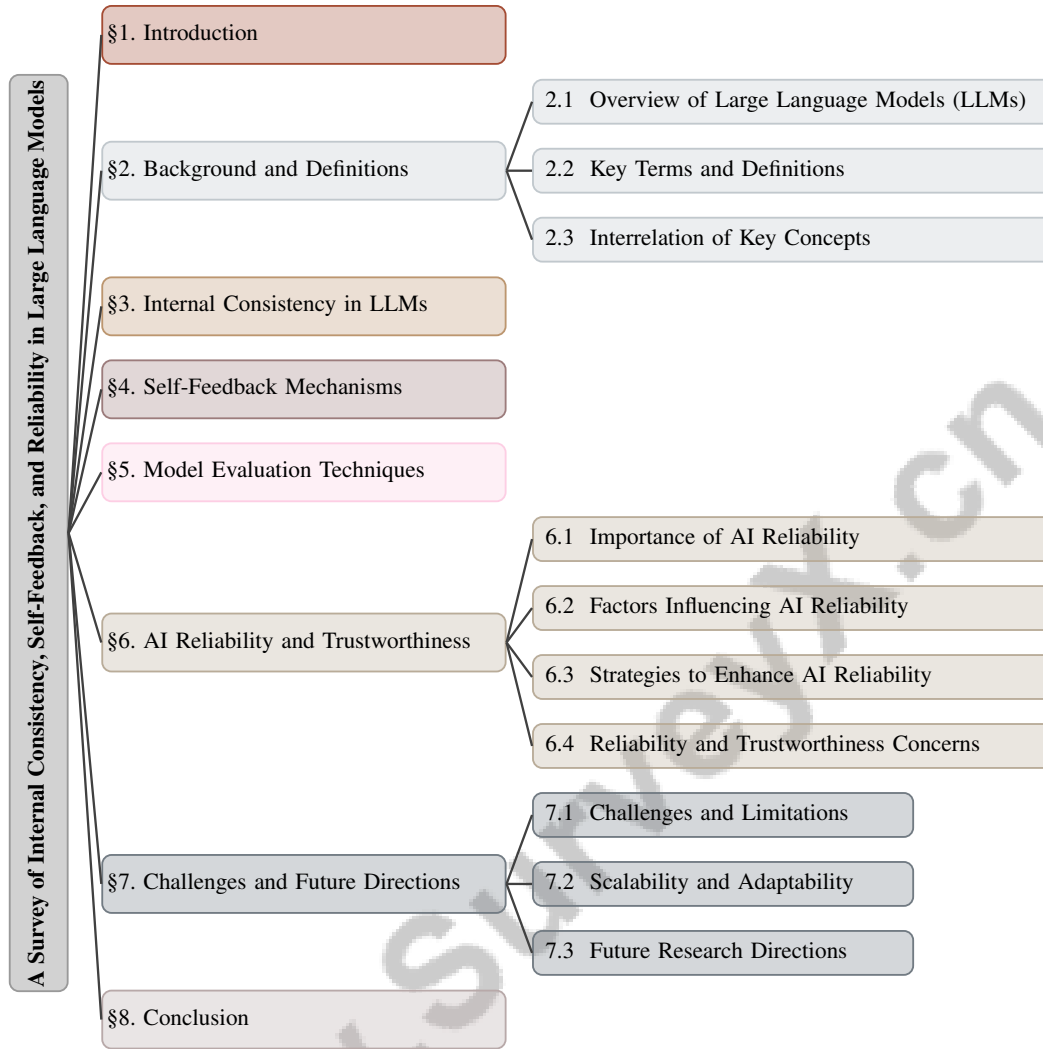 A Survey of Internal Consistency, Self-Feedback, and Reliability in Large Language Models
§1. Introduction
§2. Background and Definitions
2.1 Overview of Large Language Models (LLMs)
2.2 Key Terms and Definitions
2.3 Interrelation of Key Concepts
§3. Internal Consistency in LLMs
§4. Self-Feedback Mechanisms
§5. Model Evaluation Techniques
§6. AI Reliability and Trustworthiness
6.1 Importance of AI Reliability
6.2 Factors Influencing AI Reliability
6.3 Strategies to Enhance AI Reliability
6.4 Reliability and Trustworthiness Concerns
§7. Challenges and Future Directions
7.1 Challenges and Limitations
7.2 Scalability and Adaptability
7.3 Future Research Directions
§8. Conclusion
.SurveyX.cn